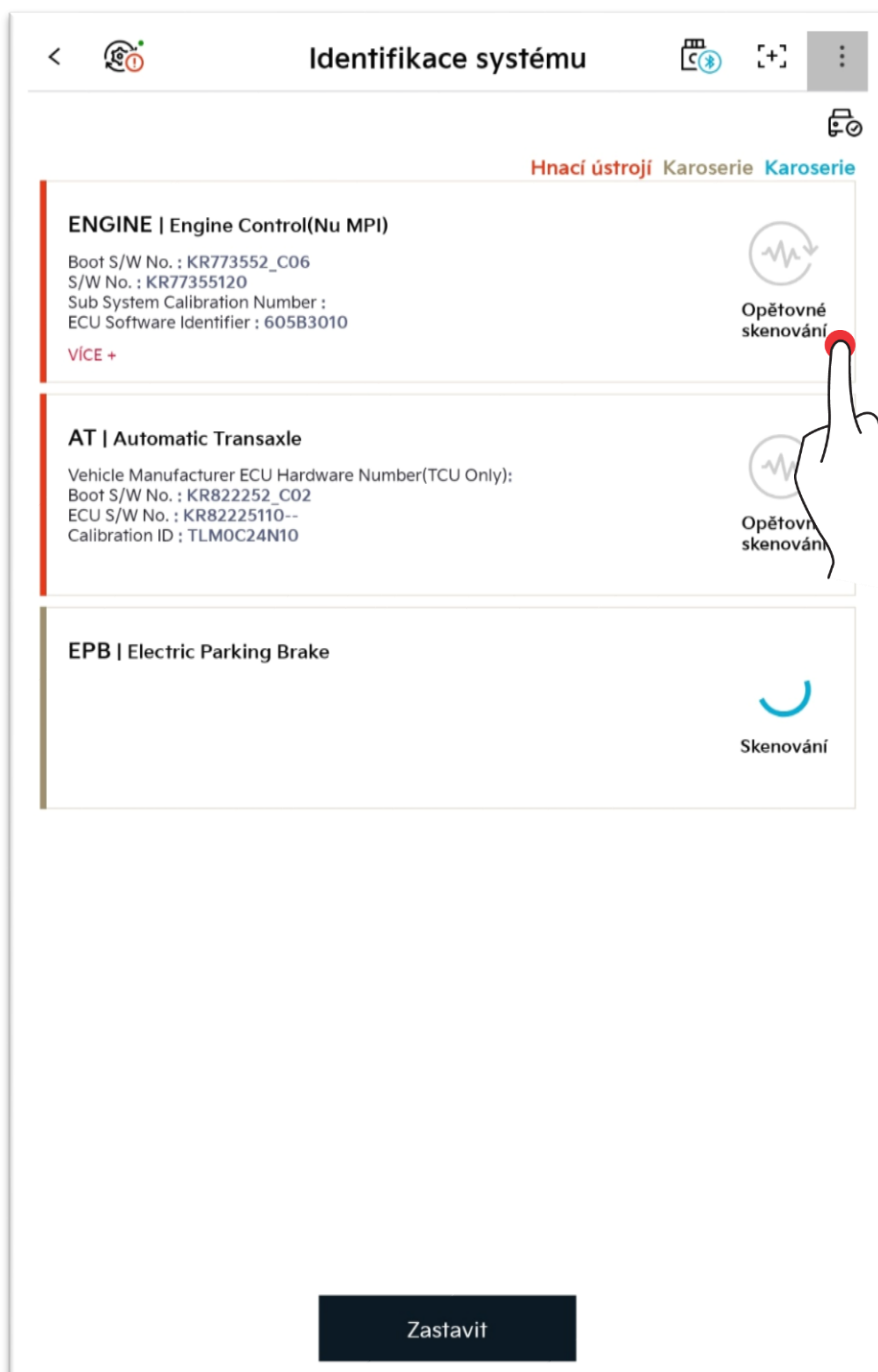 Identifikace systému
Hnací ústrojí Karoserie Karoserie
ENGINE | Engine Control(Nu MPI)
Boot S/W No. : KR773552_C06
S/W No. : KR77355120
Sub System Calibration Number :
ECU Software Identifier : 605B3010
VÍCE +
Opětovné
skenování
AT | Automatic Transaxle
Vehicle Manufacturer ECU Hardware Number(TCU Only):
Boot S/W No. : KR822252_C02
ECU S/W No. : KR82225110--
Calibration ID : TLM0C24N10
EPB | Electric Parking Brake
Skenování
Zastavit